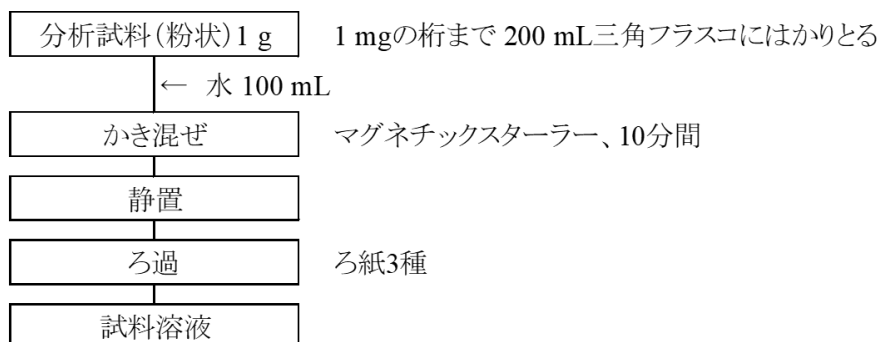 分析試料(粉状)1 g 1 mgの桁まで 200 mL三角フラスコにはかりとる
← 水 100 mL
かき混ぜ マグネチックスターラー、10分間
静置
ろ過 ろ紙3種
試料溶液